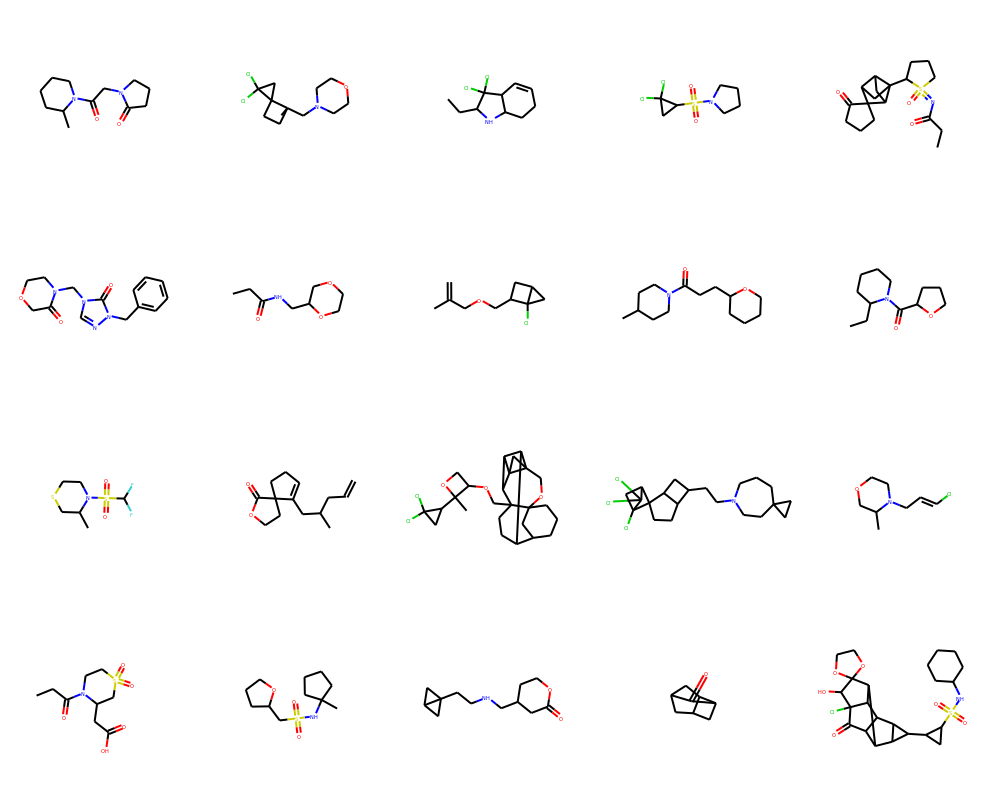 N O N O
Cl Cl N O
Cl Cl NH
Cl Cl O S O N
O S O N O
O N O N O N N
NH O O O
O Cl
O N O
N O O
S N O S O F F
O O
Cl Cl O O O
Cl Cl Cl N
O N Cl
O N S O O O OH
O O S O NH
NH O O
O
O O HO Cl O O S O NH